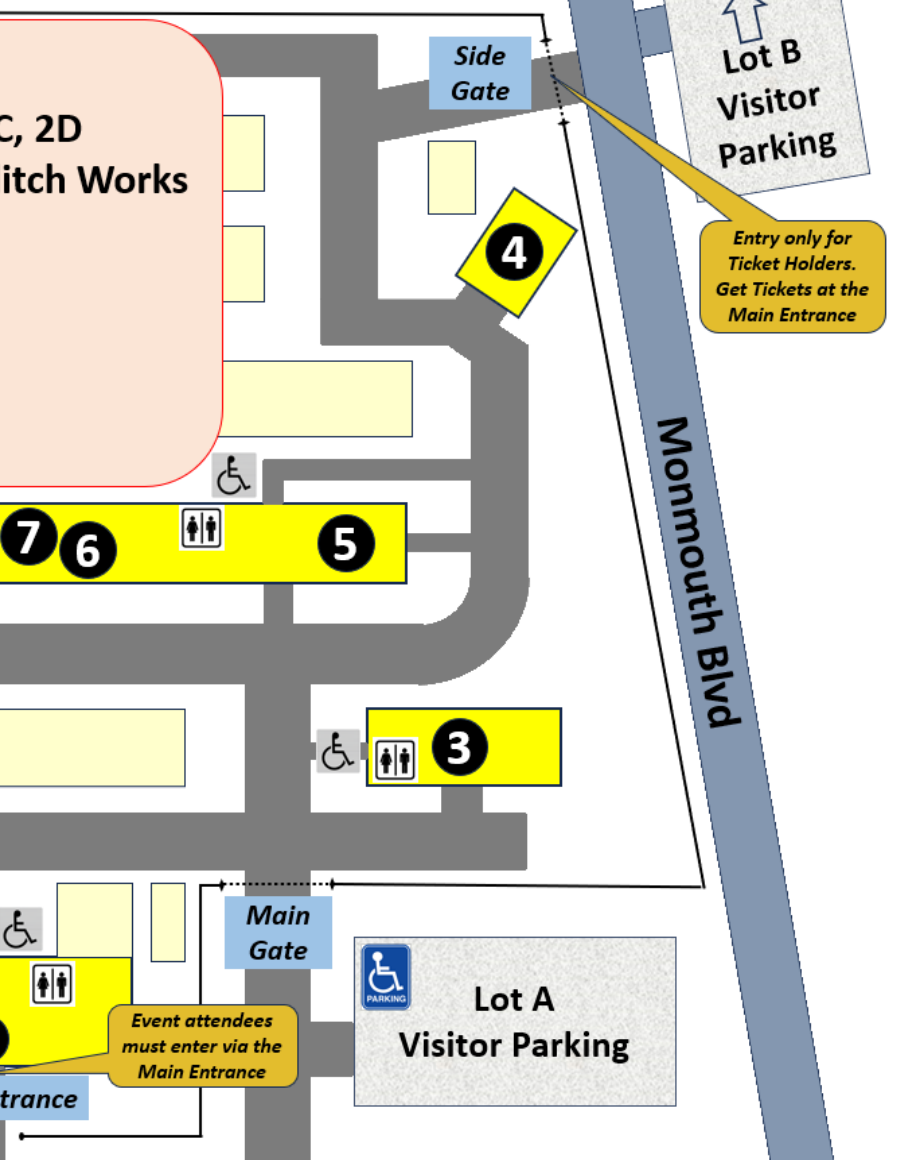 Side
Gate
Lot B
Visitor
Parking
C, 2D
itch Works
4
Entry only for
Ticket Holders.
Get Tickets at the
Main Entrance
Monmouth Blvd
7
6
5
3
Main
Gate
PARKING
Lot A
Visitor Parking
Event attendees
must enter via the
Main Entrance
trance